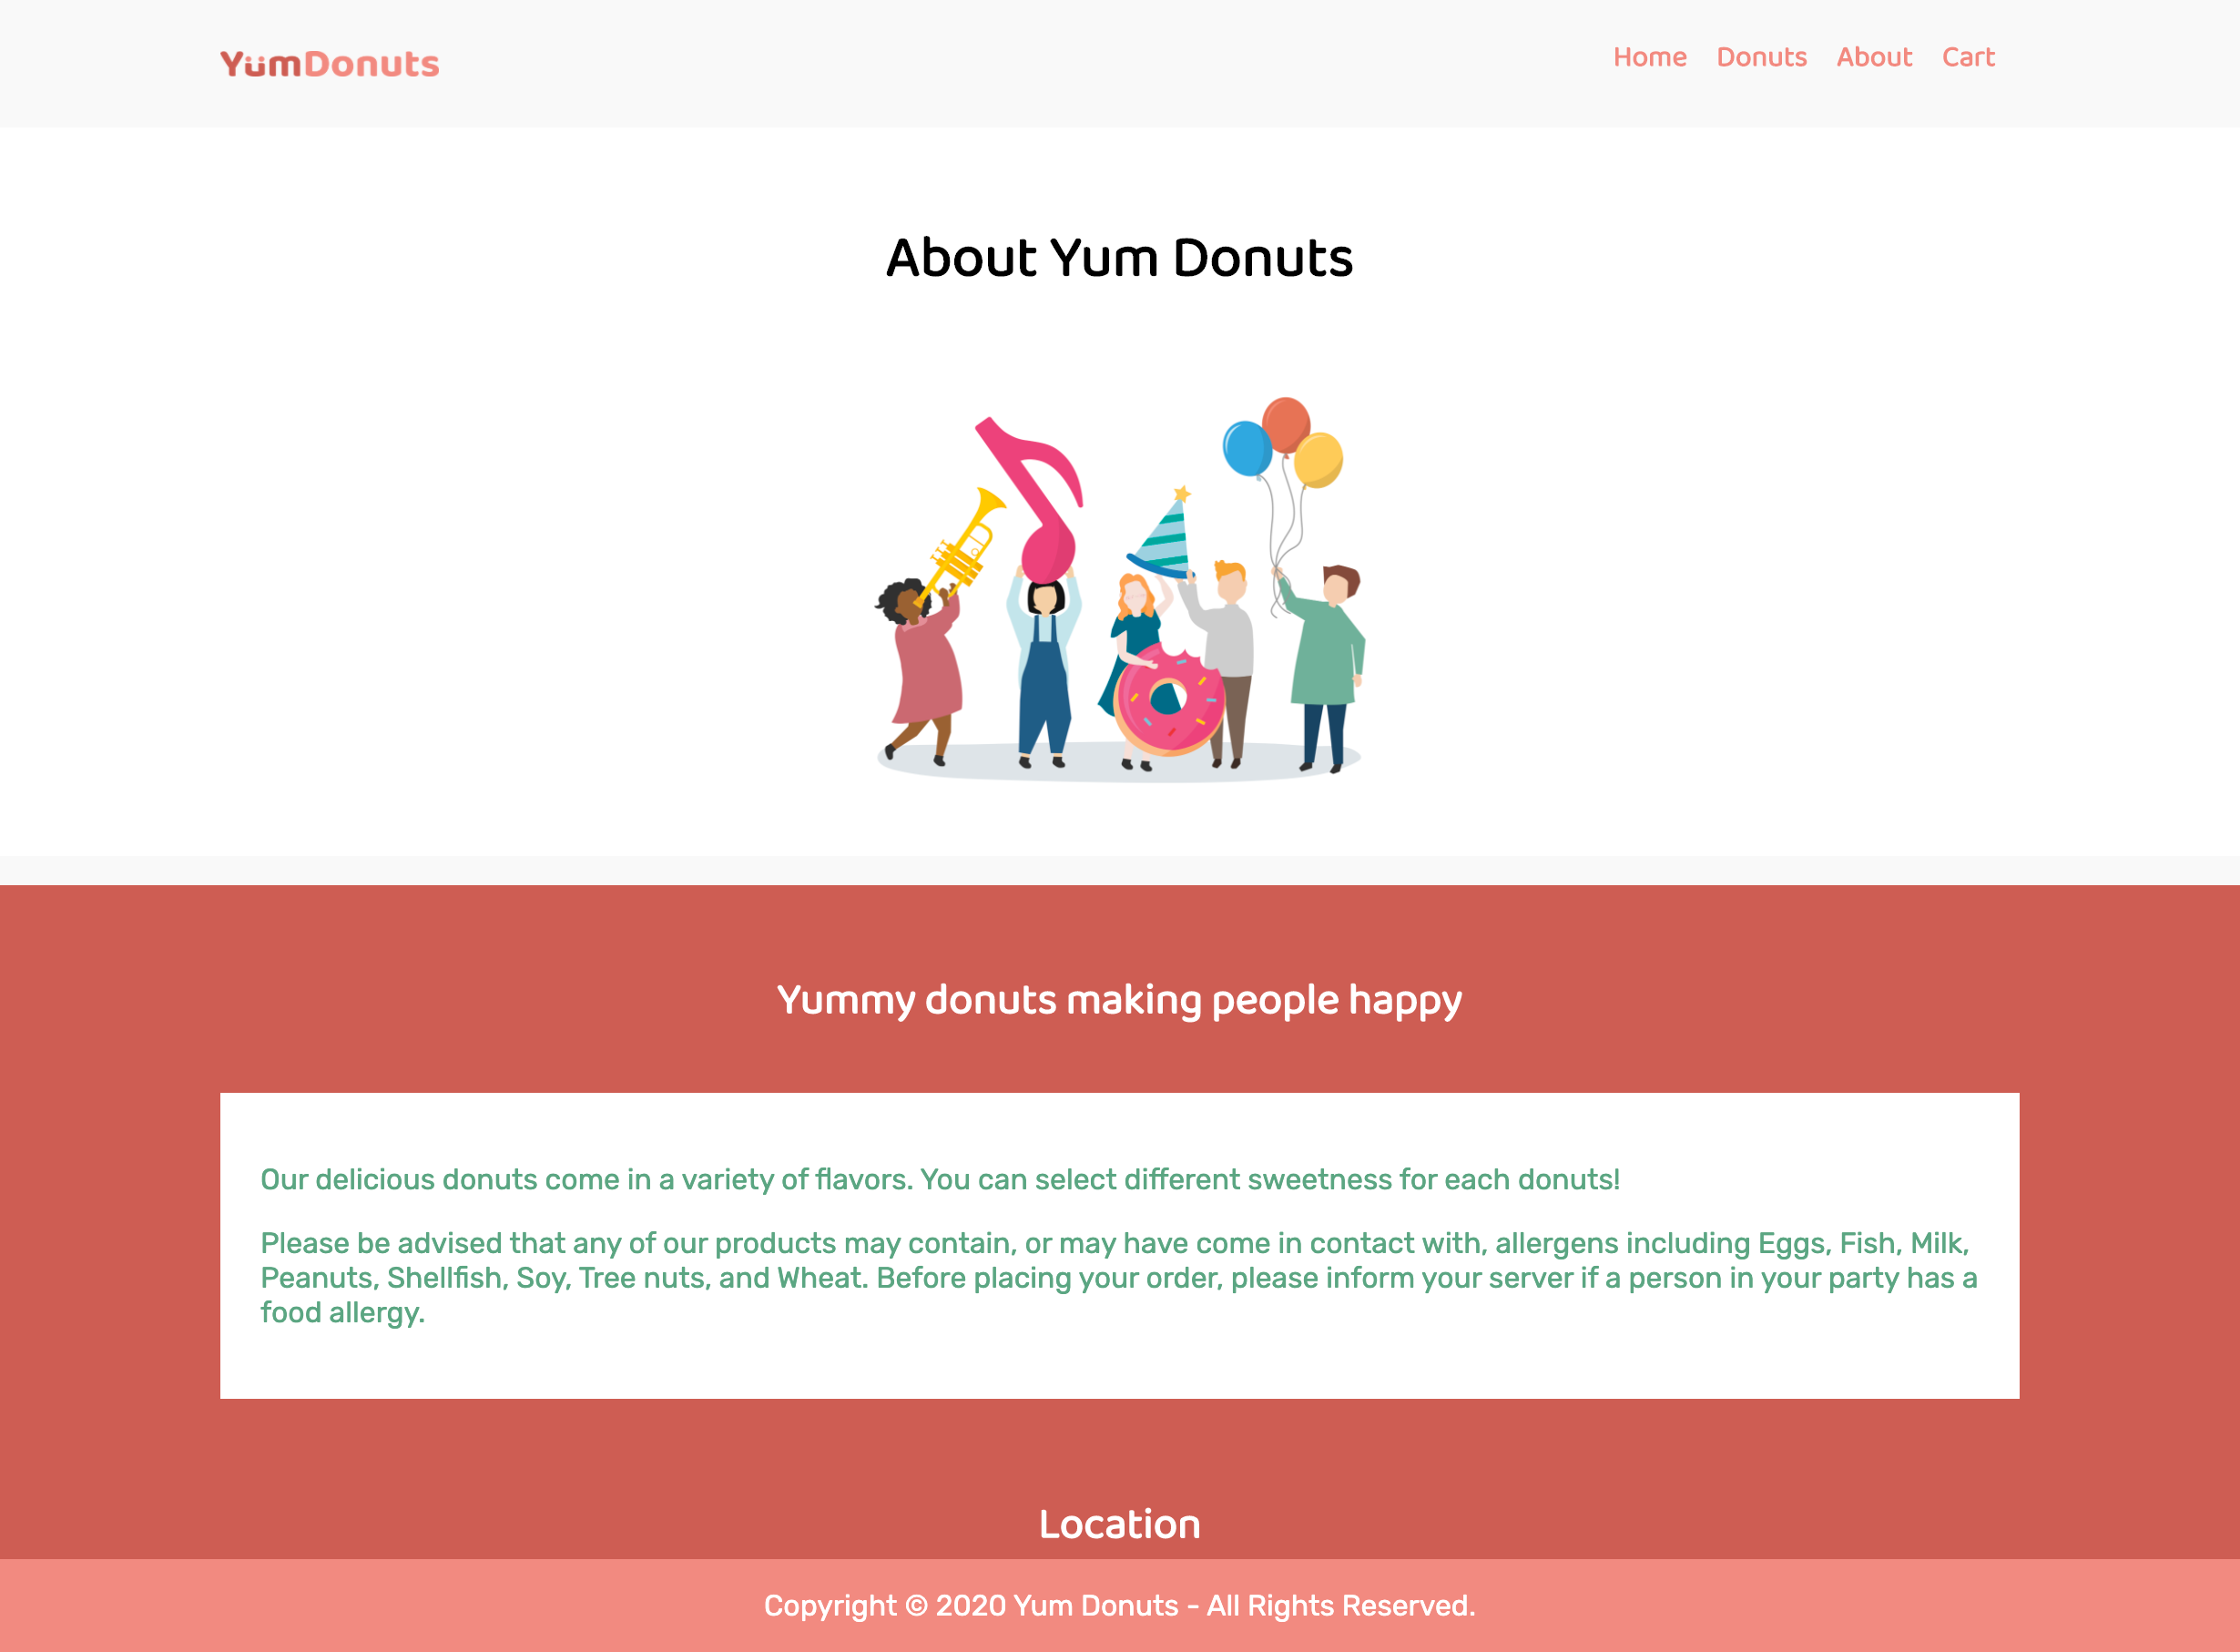 YümDonuts
Home Donuts About Cart
About Yum Donuts
Yummy donuts making people happy
Our delicious donuts come in a variety of flavors. You can select different sweetness for each donuts!
Please be advised that any of our products may contain, or may have come in contact with, allergens including Eggs, Fish, Milk,
Peanuts, Shellfish, Soy, Tree nuts, and Wheat. Before placing your order, please inform your server if a person in your party has a
food allergy.
Location
Copyright © 2020 Yum Donuts - All Rights Reserved.